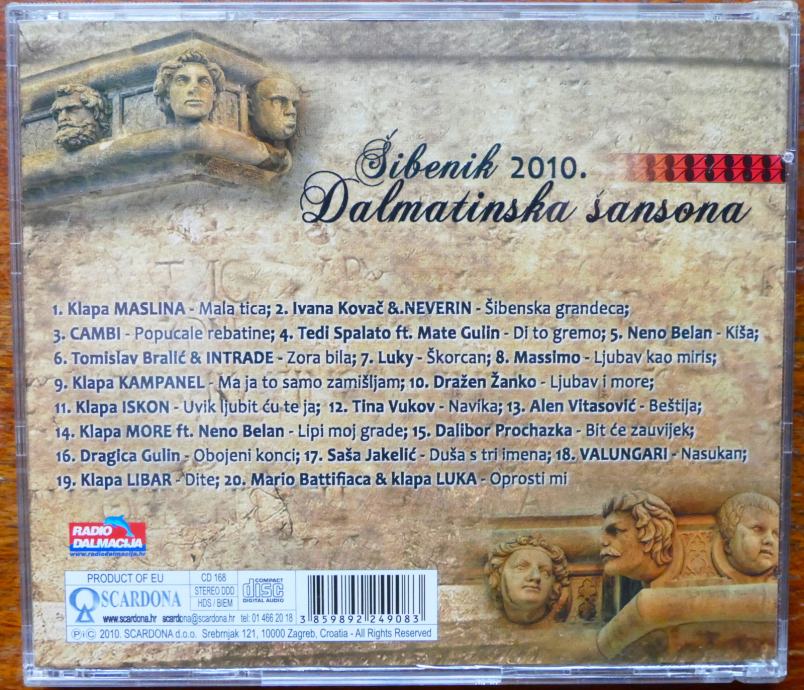 Šibenik 2010.
Dalmatinska šansona
1. Klapa MASLINA - Mala tica; 2. Ivana Kovač &.NEVERIN - Šibenska grandeca;
3. CAMBI - Popucale rebatine; 4. Tedi Spalato ft. Mate Gulin - Di to gremo; 5. Neno Belan - Kiša;
6. Tomislav Bralić & INTRADE - Zora bila; 7. Luky - Škorcan; 8. Massimo - Ljubav kao miris;
9. Klapa KAMPANEL - Ma ja to samo zamišljam; 10. Dražen Žanko - Ljubav i more;
11. Klapa ISKON - Uvik ljubit ću te ja; 12. Tina Vukov - Navika; 13. Alen Vitasović - Beštija;
14. Klapa MORE ft. Neno Belan - Lipi moj grade; 15. Dalibor Prochazka - Bit će zauvijek;
16. Dragica Gulin - Obojeni konci; 17. Saša Jakelić - Duša s tri imena; 18. VALUNGARI - Nasukan;
19. Klapa LIBAR - Dite; 20. Mario Battifiaca & klapa LUKA - Oprosti mi
RADIO
DALMACIJA
www.radiodalmacija.hr
PRODUCT OF EU
SCARDONA
www.scardona.hr scardona@scardona.hr tel: 01 466 20 18
CD 168
STEREO DDD
HDS / BIEM
COMPACT
disc
DIGITAL AUDIO
3859892249083
P i C 2010. SCARDONA d.o.o. Srebrnjak 121, 10000 Zagreb, Croatia - All Rights Reserved